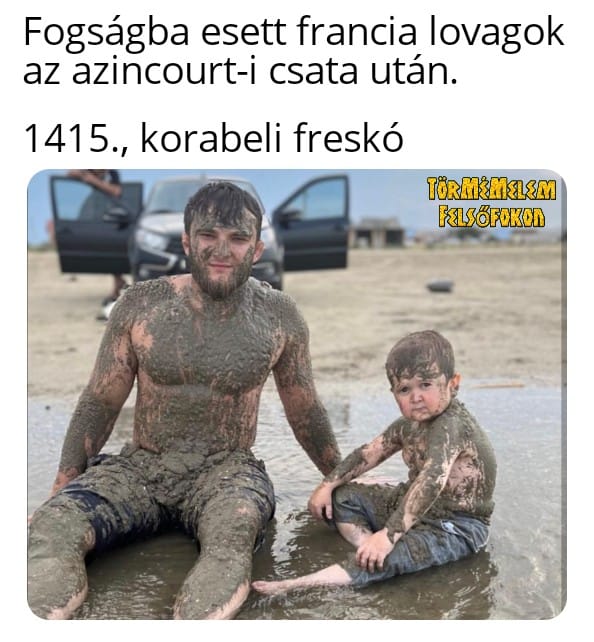 Fogságba esett francia lovagok
az azincourt-i csata után.
1415., korabeli freskó
TörMéMelem
Felsőfokon